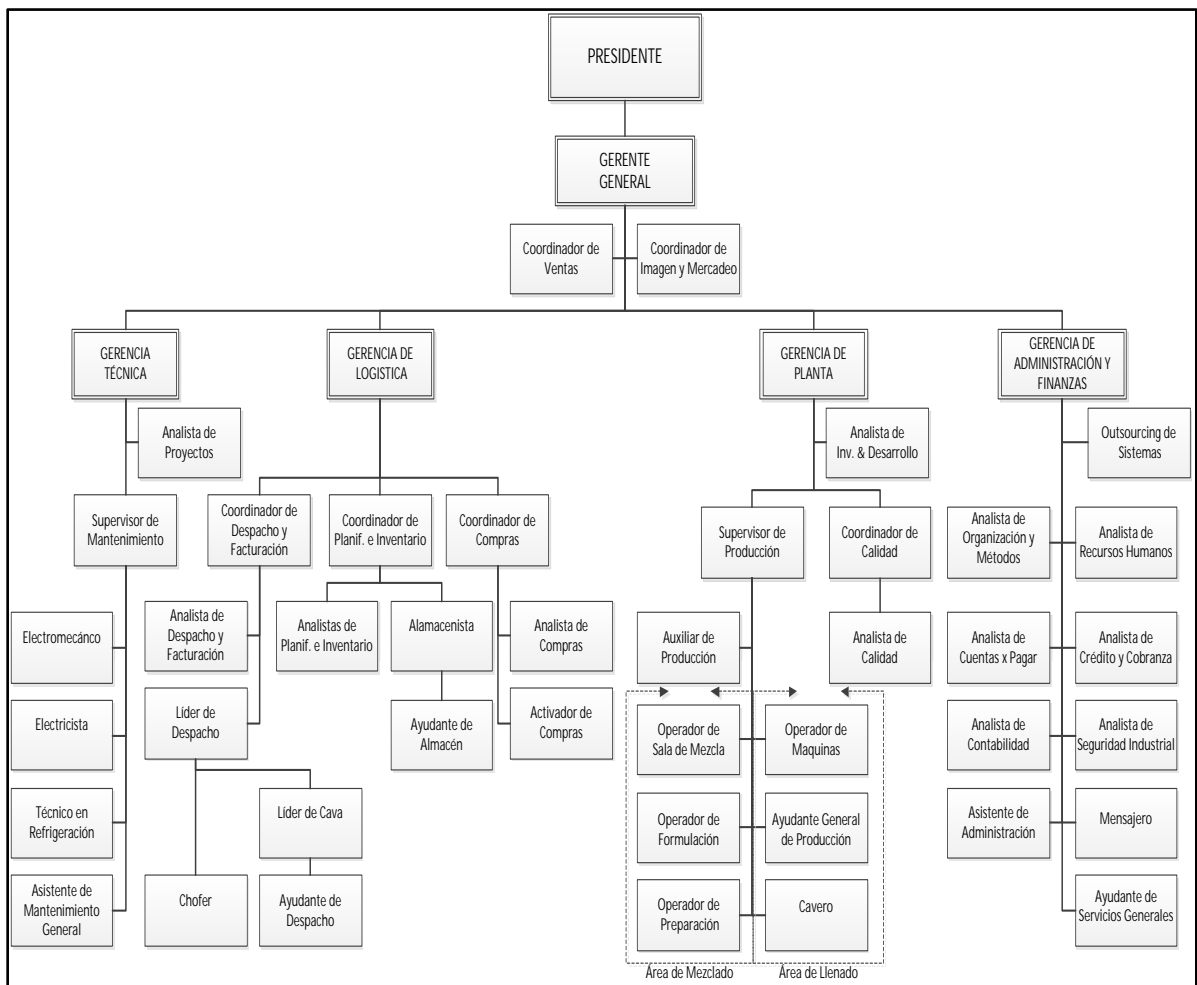 PRESIDENTE
GERENTE
GENERAL
Coordinador de
Ventas
Coordinador de
Imagen y Mercadeo
GERENCIA
TÉCNICA
GERENCIA DE
LOGISTICA
GERENCIA DE
PLANTA
GERENCIA DE
ADMINISTRACIÓN Y
FINANZAS
Analista de
Proyectos
Analista de
Inv. & Desarrollo
Outsourcing de
Sistemas
Supervisor de
Mantenimiento
Coordinador de
Despacho y
Facturación
Coordinador de
Planif. e Inventario
Coordinador de
Compras
Supervisor de
Producción
Coordinador de
Calidad
Analista de
Organización y
Métodos
Analista de
Recursos Humanos
Electromecánco
Analista de
Despacho y
Facturación
Analistas de
Planif. e Inventario
Alamacenista
Analista de
Compras
Auxiliar de
Producción
Analista de
Calidad
Analista de
Cuentas x Pagar
Analista de
Crédito y Cobranza
Electricista
Líder de
Despacho
Ayudante de
Almacén
Activador de
Compras
Operador de
Sala de Mezcla
Operador de
Maquinas
Analista de
Contabilidad
Analista de
Seguridad Industrial
Técnico en
Refrigeración
Líder de Cava
Operador de
Formulación
Ayudante General
de Producción
Asistente de
Administración
Mensajero
Asistente de
Mantenimiento
General
Chofer
Ayudante de
Despacho
Operador de
Preparación
Cavero
Ayudante de
Servicios Generales
Área de Mezclado
Área de Llenado